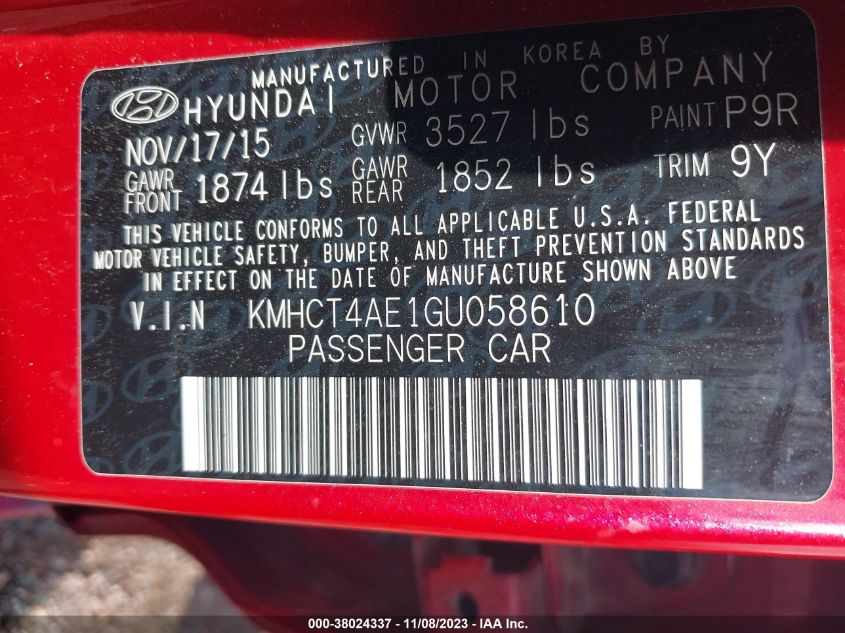 MANUFACTURED IN KOREA BY
HYUNDAI MOTOR COMPANY
NOV/17/15 GVWR 3527 lbs PAINT P9R
GAWR FRONT 1874 lbs GAWR REAR 1852 lbs TRIM 9Y
THIS VEHICLE CONFORMS TO ALL APPLICABLE U.S.A. FEDERAL
MOTOR VEHICLE SAFETY, BUMPER, AND THEFT PREVENTION STANDARDS
IN EFFECT ON THE DATE OF MANUFACTURE SHOWN ABOVE
V.I.N KMHCT4AE1GU058610
PASSENGER CAR
000-38024337 - 11/08/2023 - IAA Inc.